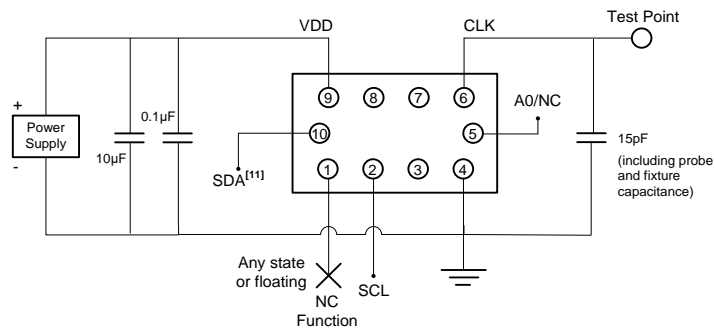 Test Point
VDD
CLK
+
Power
Supply
-
10µF
0.1µF
9
8
7
6
A0/NC
10
5
SDA[11]
1
2
3
4
15pF
(including probe
and fixture
capacitance)
Any state
or floating
NC
Function
SCL